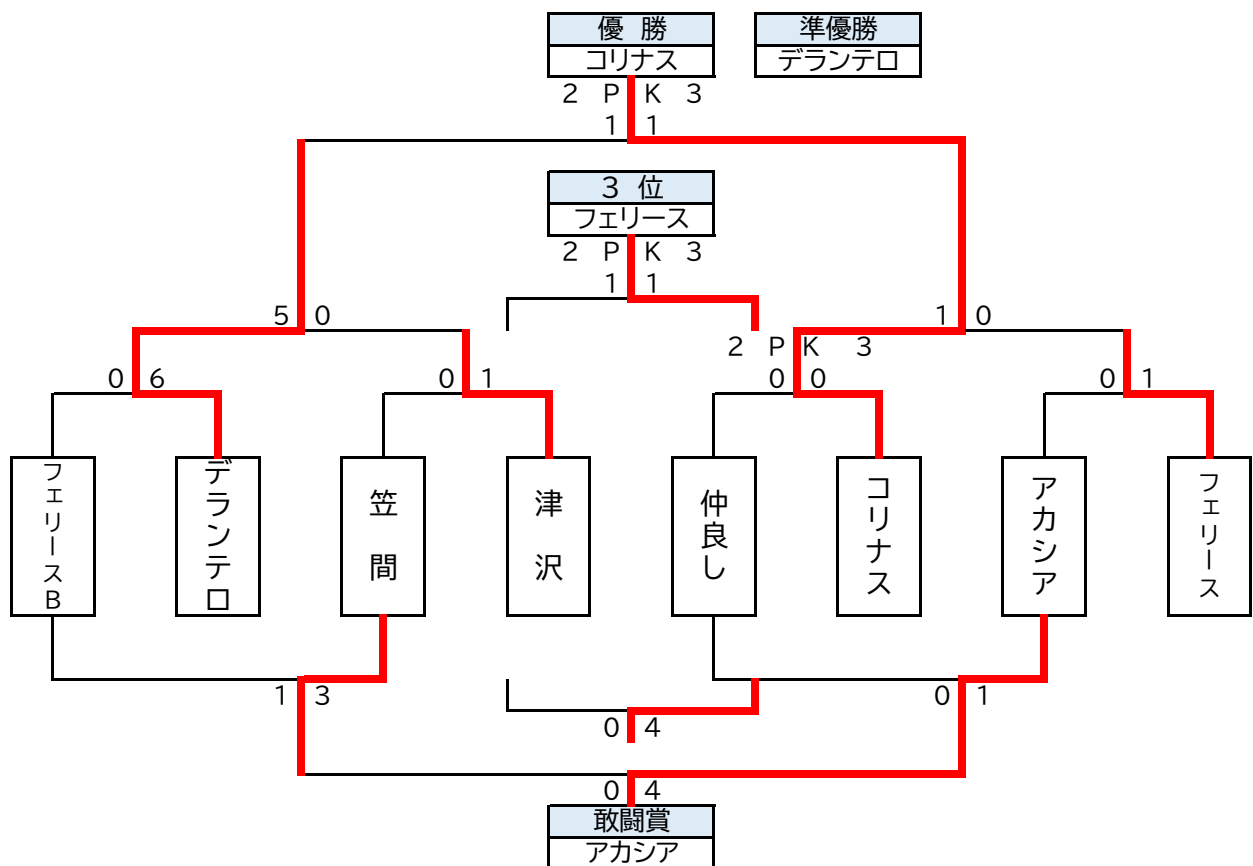 優 勝
準優勝
コリナス
デランテロ
2 P K 3
1 1
3 位
フェリース
2 P K 3
1 1
5 0
1 0
2 P K 3
0 6
0 1
0 0
0 1
フェリースB
デランテロ
笠間
津沢
仲良し
コリナス
アカシア
フェリース
1 3
0 1
0 4
0 4
敢闘賞
アカシア